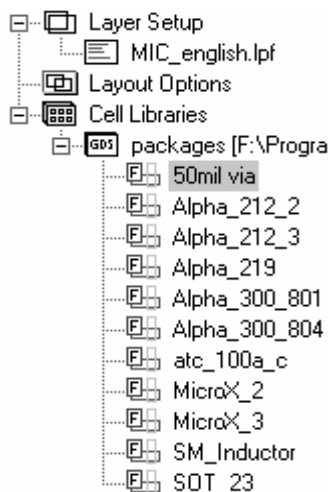 Layer Setup
MIC_english.lpf
Layout Options
Cell Libraries
GDS packages [F:\Progra
F 50mil via
F Alpha_212_2
F Alpha_212_3
F Alpha_219
F Alpha_300_801
F Alpha_300_804
F atc_100a_c
F MicroX_2
F MicroX_3
F SM_Inductor
F SOT_23